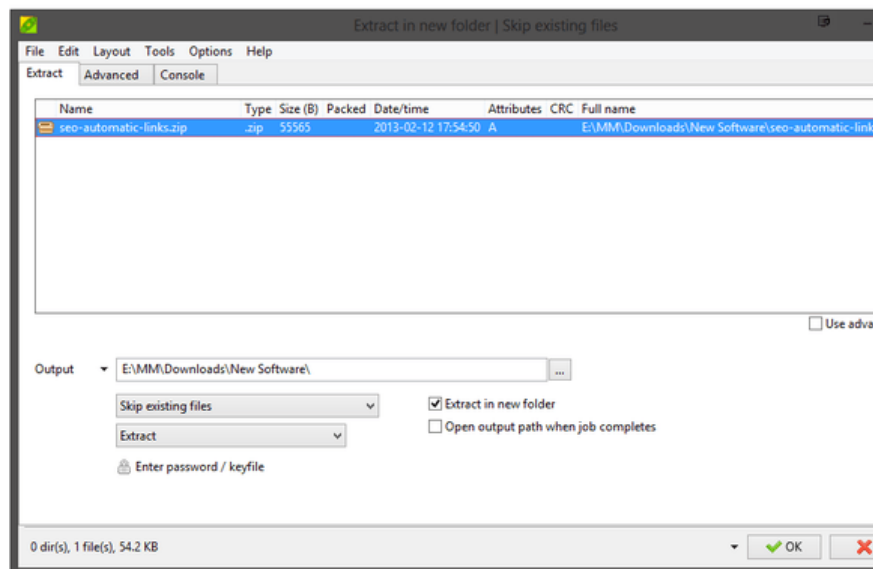 Extract in new folder | Skip existing files
File Edit Layout Tools Options Help
Extract Advanced Console
Name Type Size (B) Packed Date/time Attributes CRC Full name
seo-automatic-links.zip .zip 55565 2013-02-12 17:54:50 A E:\MM\Downloads\New Software\seo-automatic-link
Use adva
Output E:\MM\Downloads\New Software\ ...
Skip existing files Extract in new folder
Open output path when job completes
Extract
Enter password / keyfile
0 dir(s), 1 file(s), 54.2 KB OK